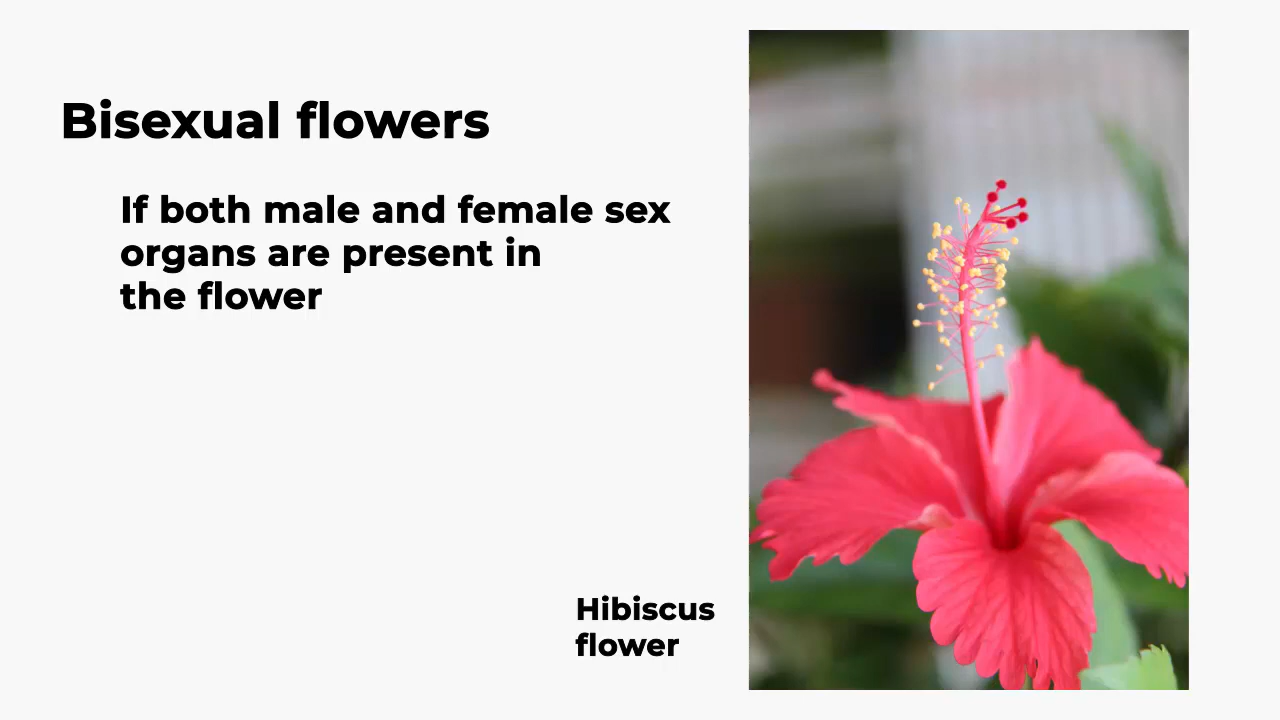 Bisexual flowers
If both male and female sex
organs are present in
the flower
Hibiscus
flower